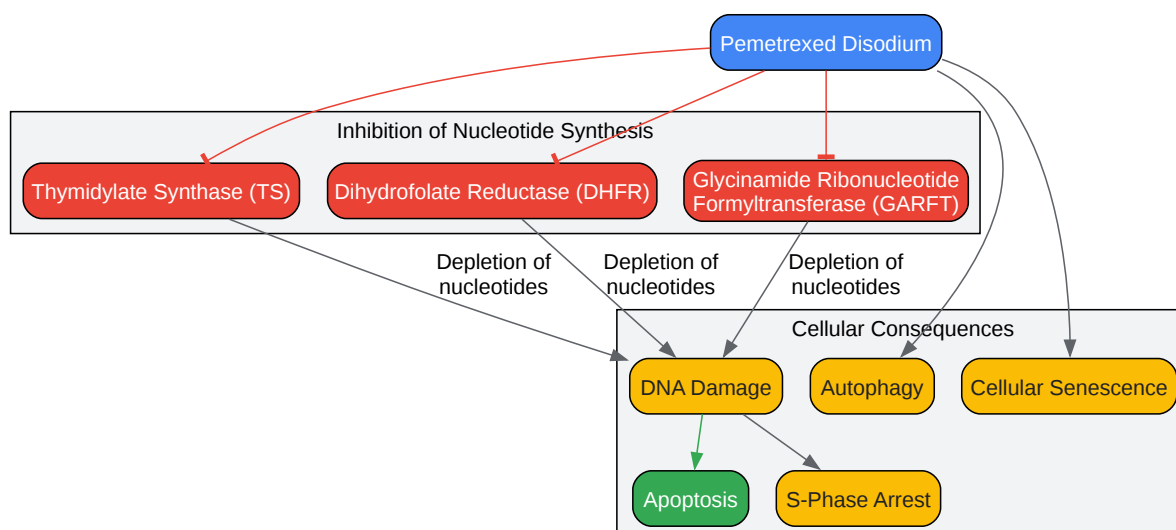 Pemetrexed Disodium
Inhibition of Nucleotide Synthesis
Thymidylate Synthase (TS)
Dihydrofolate Reductase (DHFR)
Glycinamide Ribonucleotide
Formyltransferase (GARFT)
Depletion of
nucleotides
Depletion of
nucleotides
Depletion of
nucleotides
Cellular Consequences
DNA Damage
Autophagy
Cellular Senescence
Apoptosis
S-Phase Arrest